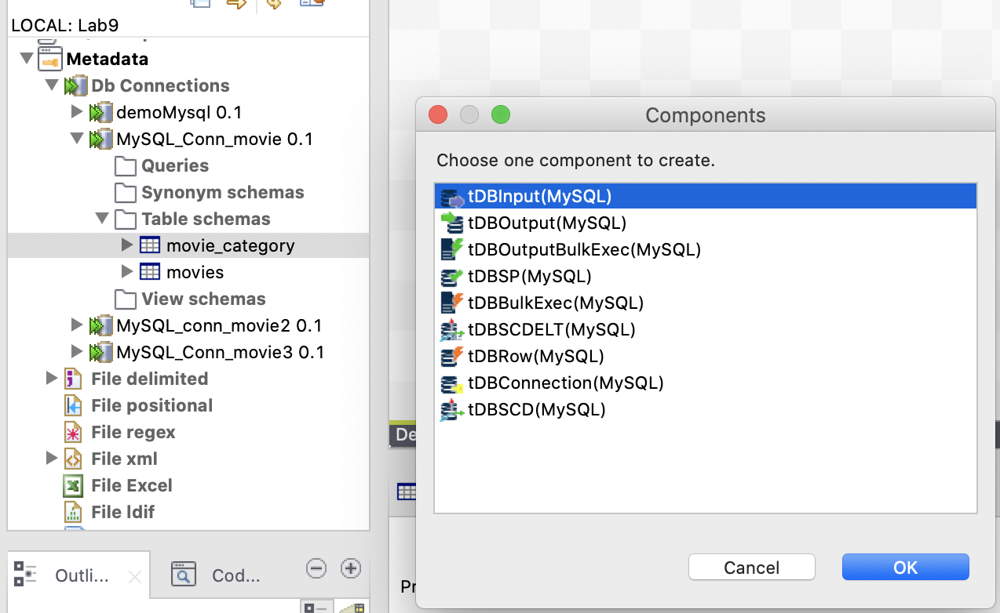 LOCAL: Lab9
Metadata
Db Connections
demoMysql 0.1
MySQL_Conn_movie 0.1
Queries
Synonym schemas
Table schemas
movie_category
movies
View schemas
MySQL_conn_movie2 0.1
MySQL_Conn_movie3 0.1
File delimited
File positional
File regex
File xml
File Excel
File ldif
Outli...
Cod...
De
Pr
Components
Choose one component to create.
tDBInput(MySQL)
tDBOutput(MySQL)
tDBOutputBulkExec(MySQL)
tDBSP(MySQL)
tDBBulkExec(MySQL)
tDBSCDELT(MySQL)
tDBRow(MySQL)
tDBConnection(MySQL)
tDBSCD(MySQL)
Cancel
OK